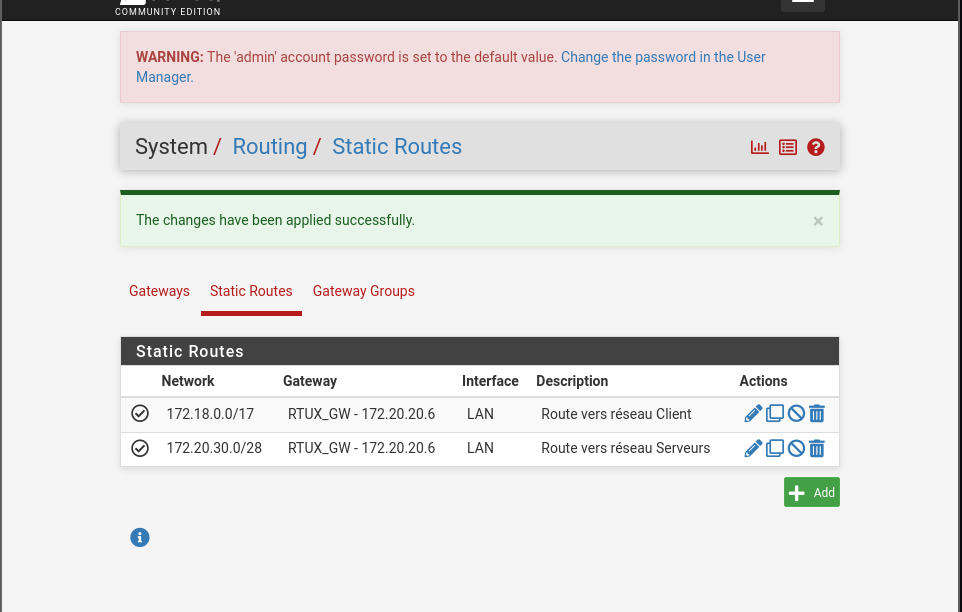 COMMUNITY EDITION
WARNING: The 'admin' account password is set to the default value. Change the password in the User
Manager.
System / Routing / Static Routes
The changes have been applied successfully.
×
Gateways Static Routes Gateway Groups
Static Routes
Network Gateway Interface Description Actions
172.18.0.0/17 RTUX_GW - 172.20.20.6 LAN Route vers réseau Client
172.20.30.0/28 RTUX_GW - 172.20.20.6 LAN Route vers réseau Serveurs
Add